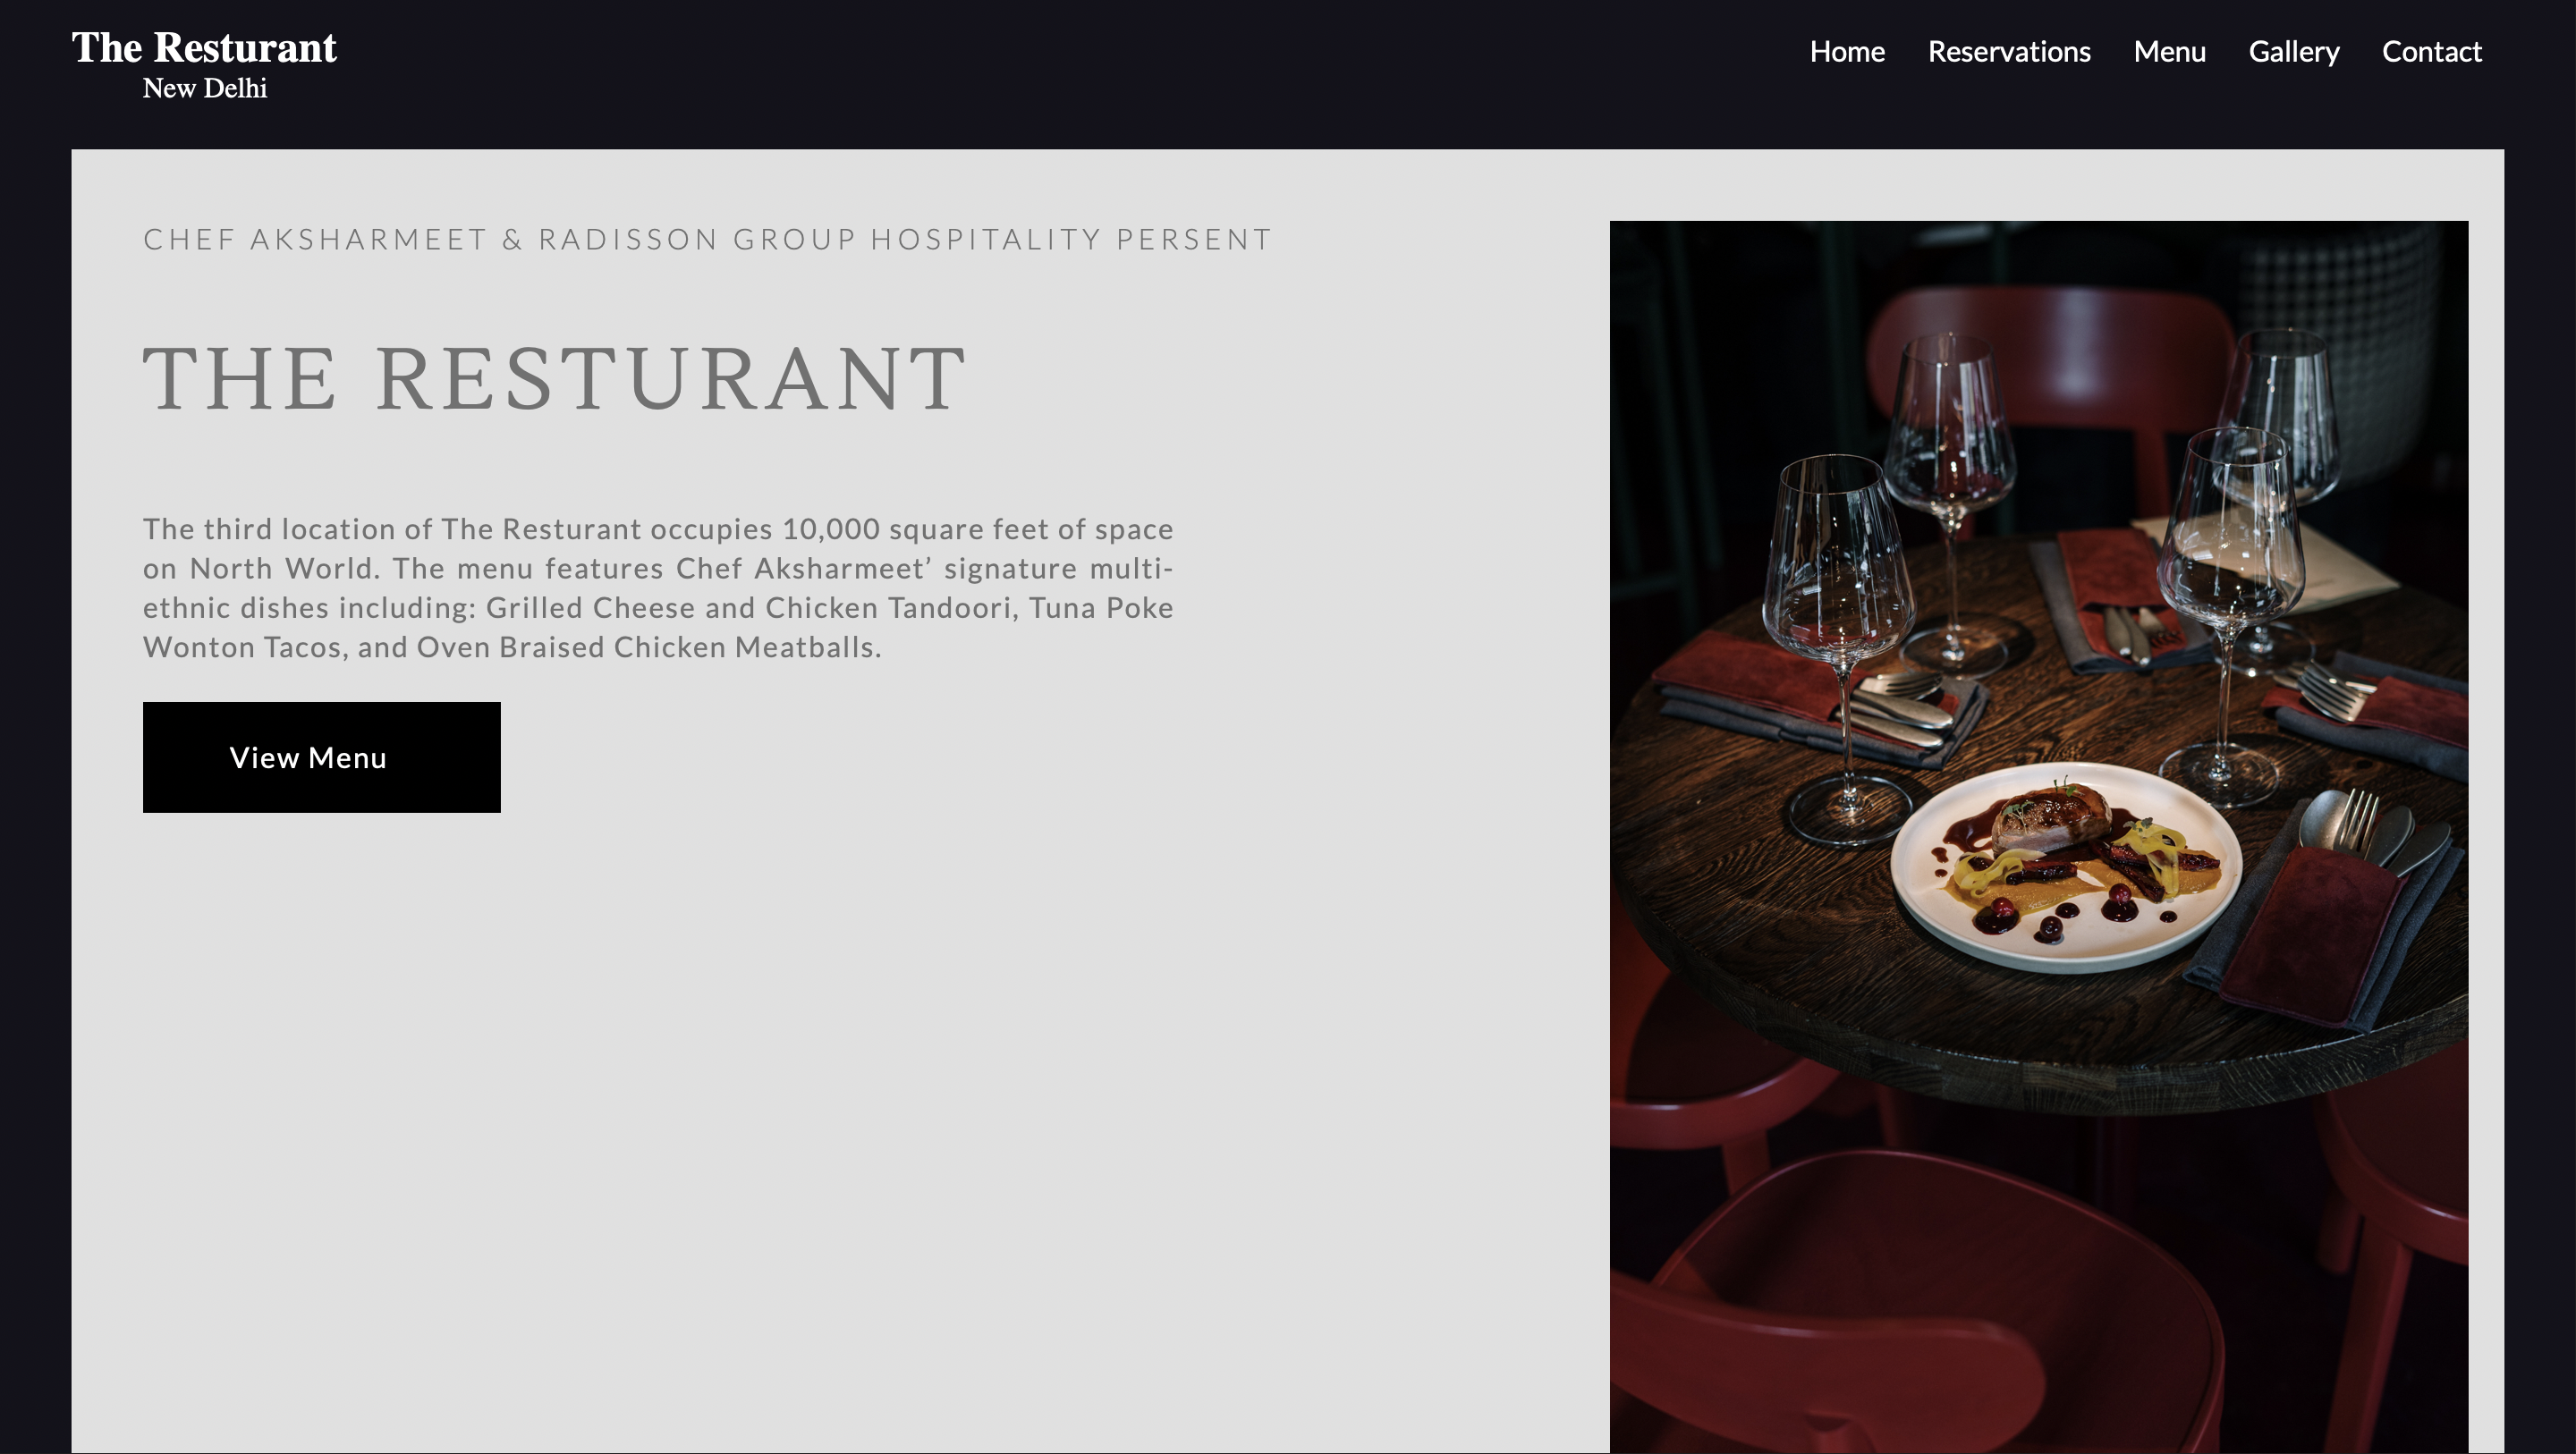 The Resturant
New Delhi
Home Reservations Menu Gallery Contact
CHEF AKSHARMEET & RADISSON GROUP HOSPITALITY PERSENT
THE RESTURANT
The third location of The Resturant occupies 10,000 square feet of space
on North World. The menu features Chef Aksharmeet’ signature multi-
ethnic dishes including: Grilled Cheese and Chicken Tandoori, Tuna Poke
Wonton Tacos, and Oven Braised Chicken Meatballs.
View Menu